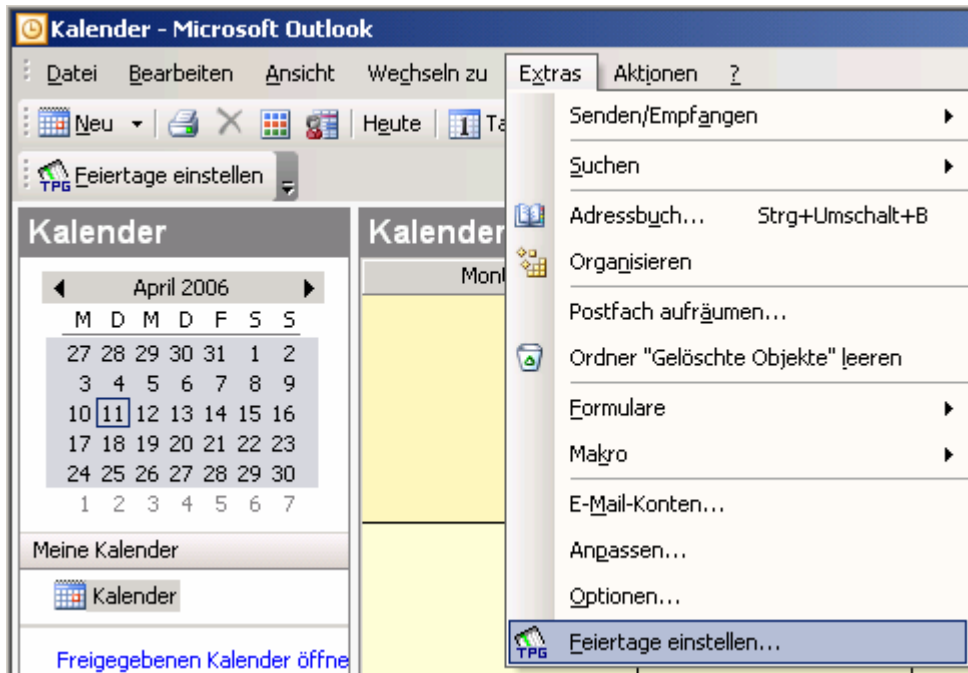 Kalender - Microsoft Outlook
Datei Bearbeiten Ansicht Wechseln zu Extras Aktionen ?
Neu Heute 1
TPG Feiertage einstellen
Kalender
April 2006
M D M D F S S
27 28 29 30 31 1 2
3 4 5 6 7 8 9
10 11 12 13 14 15 16
17 18 19 20 21 22 23
24 25 26 27 28 29 30
1 2 3 4 5 6 7
Meine Kalender
Kalender
Freigegebenen Kalender öffne
Kalender
Mont
Senden/Empfangen
Suchen
Adressbuch... Strg+Umschalt+B
Organisieren
Postfach aufräumen...
Ordner "Gelöschte Objekte" leeren
Formulare
Makro
E-Mail-Konten...
Anpassen...
Optionen...
TPG Feiertage einstellen...